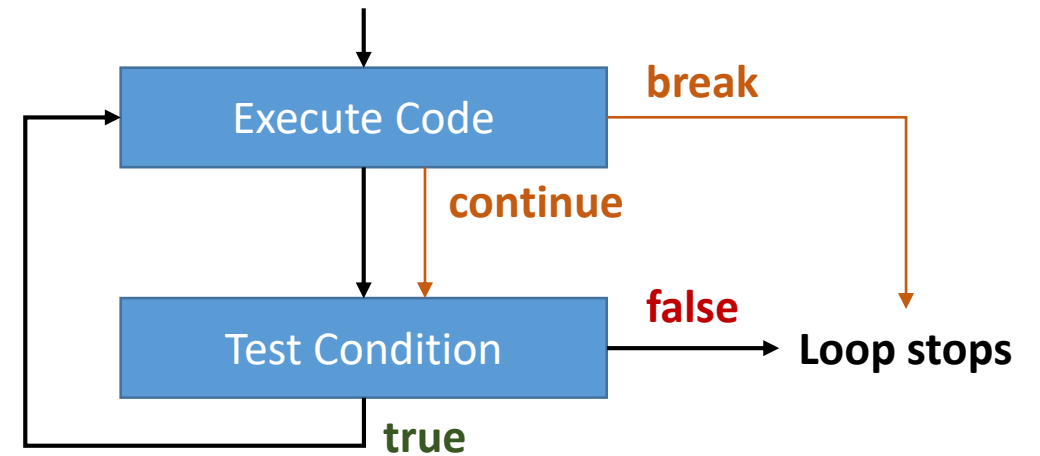 break
Execute Code
continue
false
Test Condition
Loop stops
true